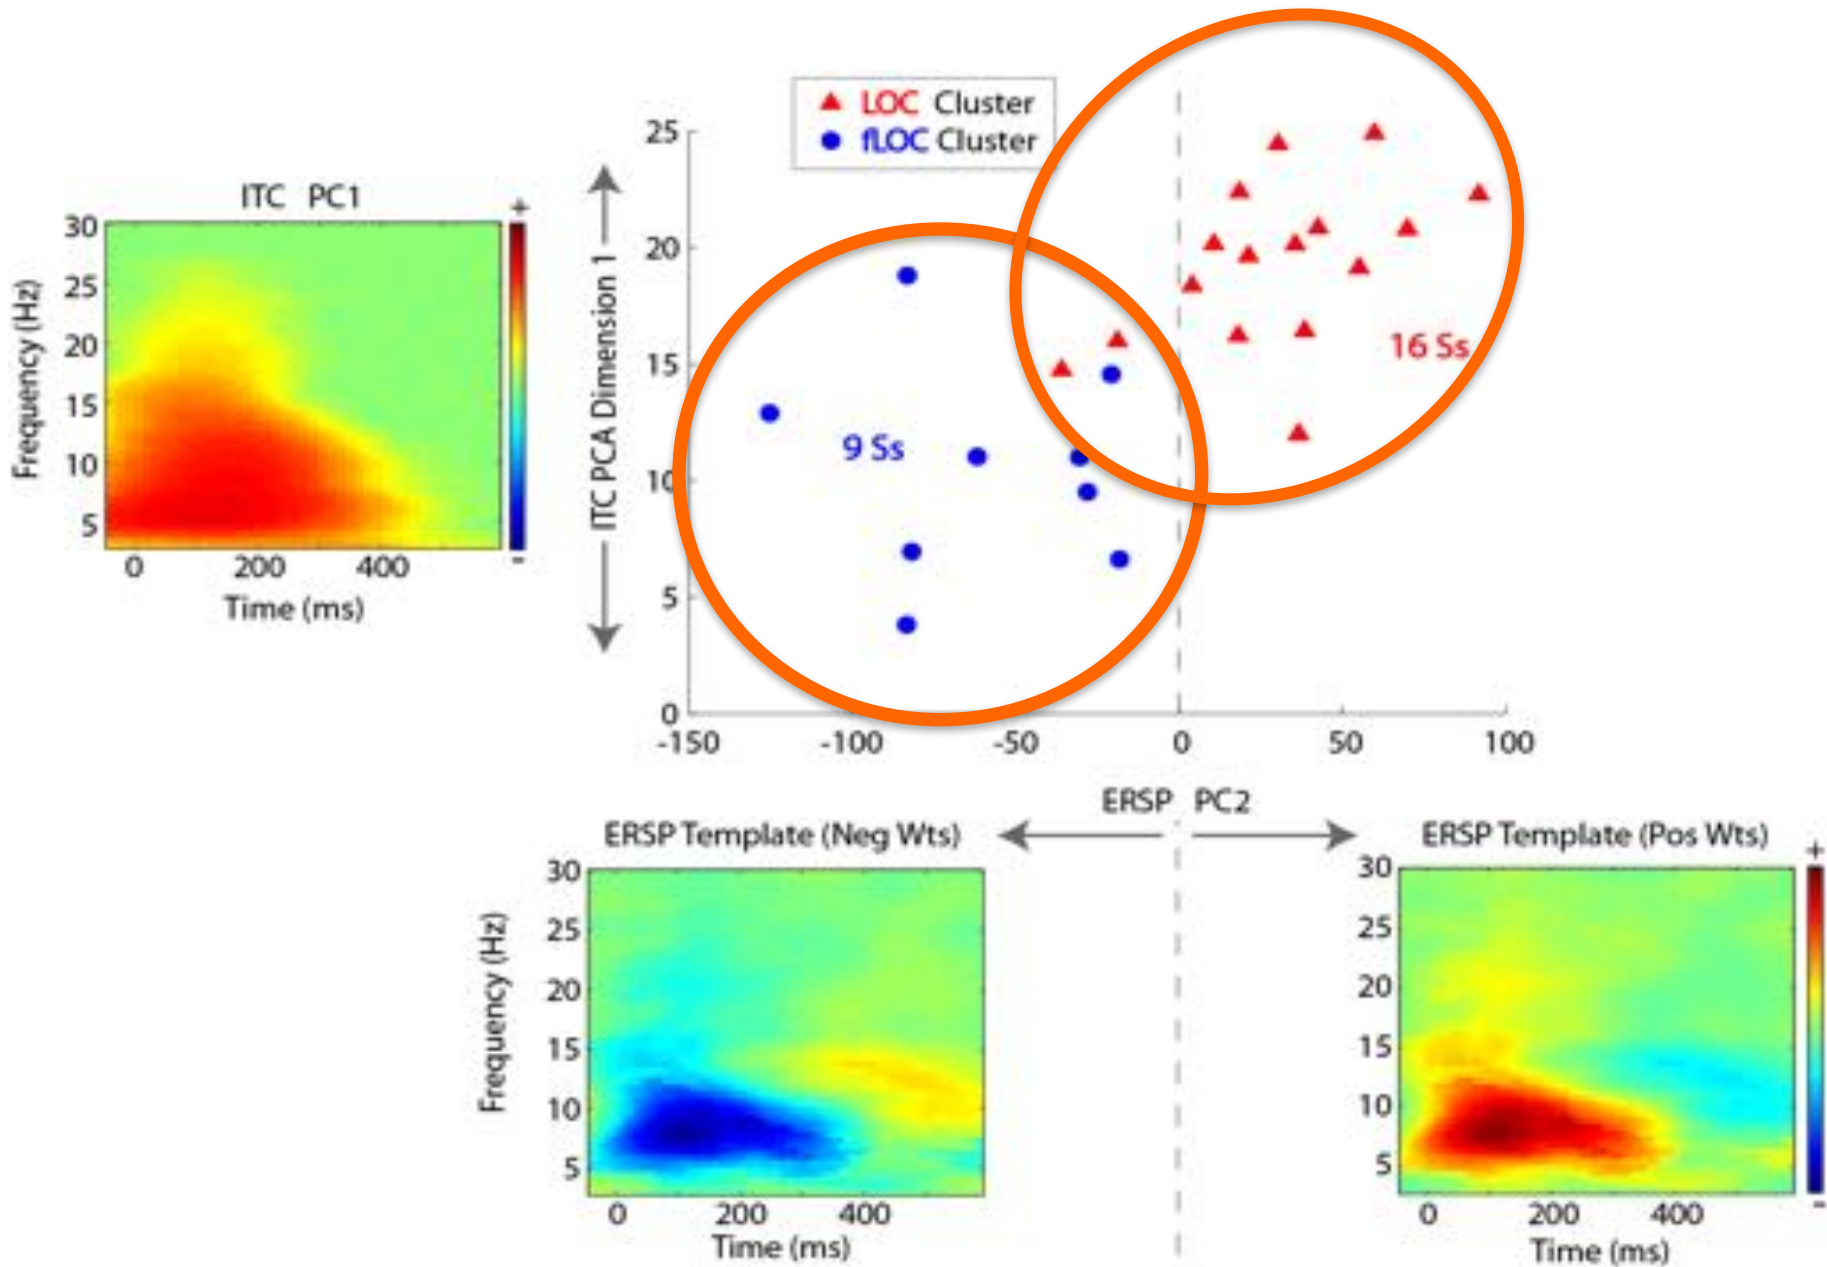 LOC Cluster
fLOC Cluster
ITC PC1
+
30
25
20
15
10
5
-
Frequency (Hz)
0 200 400
Time (ms)
ITC PCA Dimension 1
25
20
15
10
5
0
16 Ss
9 Ss
-150 -100 -50 0 50 100
ERSP PC2
ERSP Template (Neg Wts)
30
25
20
15
10
5
Frequency (Hz)
0 200 400
Time (ms)
ERSP Template (Pos Wts)
+
30
25
20
15
10
5
-
0 200 400
Time (ms)